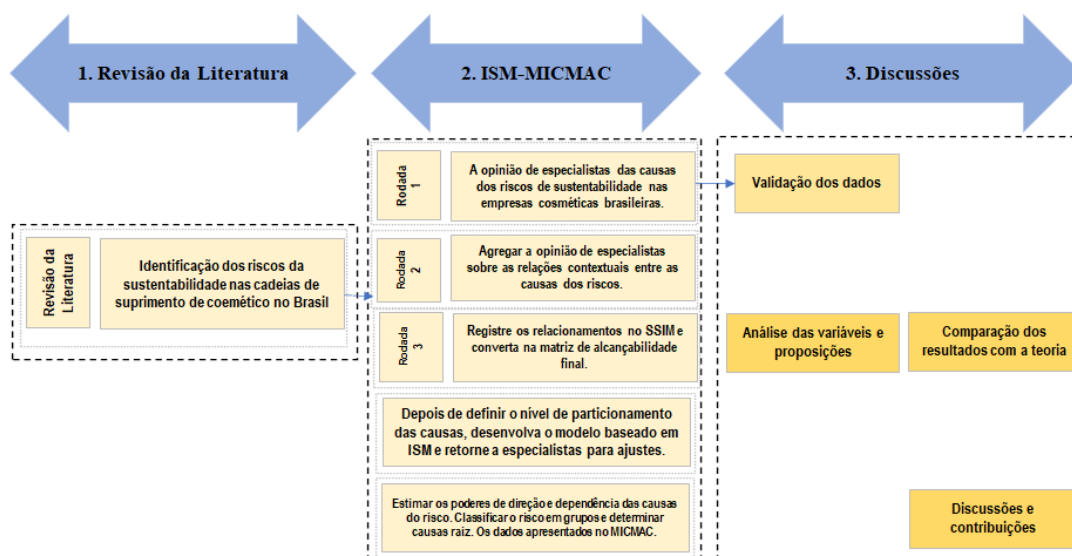 1. Revisão da Literatura
2. ISM-MICMAC
3. Discussões
Revisão da
Literatura
Identificação dos riscos da
sustentabilidade nas cadeias de
suprimento de coemético no Brasil
Rodada
1
A opinião de especialistas das causas
dos riscos de sustentabilidade nas
empresas cosméticas brasileiras.
Rodada
2
Agregar a opinião de especialistas
sobre as relações contextuais entre as
causas dos riscos.
Rodada
3
Registre os relacionamentos no SSIM e
converta na matriz de alcançabilidade
final.
Depois de definir o nível de particionamento
das causas, desenvolva o modelo baseado em
ISM e retorne a especialistas para ajustes.
Estimar os poderes de direção e dependência das causas
do risco. Classificar o risco em grupos e determinar
causas raiz. Os dados apresentados no MICMAC.
Validação dos dados
Análise das variáveis e
proposições
Comparação dos
resultados com a teoria
Discussões e
contribuições